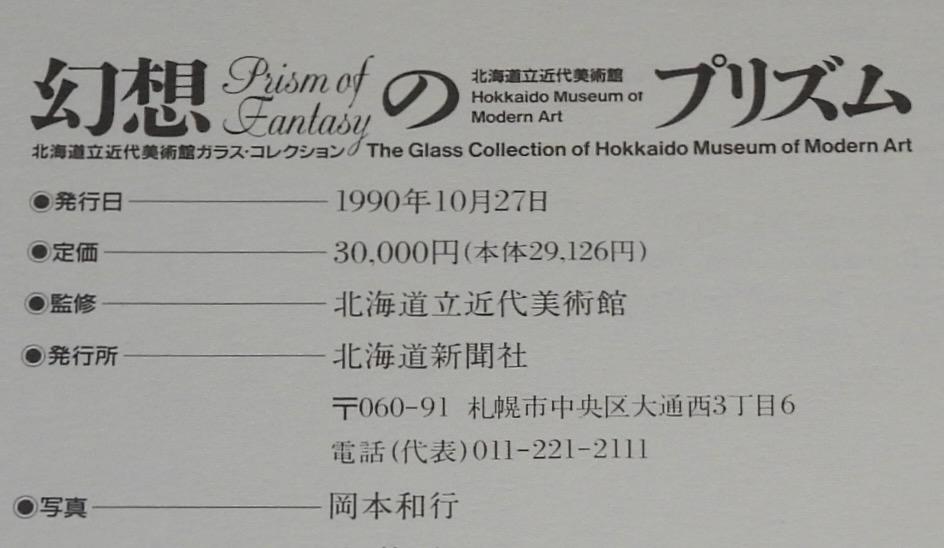 幻想 Prism of Fantasy の 北海道立近代美術館 Hokkaido Museum of Modern Art プリズム
北海道立近代美術館ガラス・コレクション The Glass Collection of Hokkaido Museum of Modern Art
◉発行日 1990年10月27日
◉定価 30,000円(本体29,126円)
◉監修 北海道立近代美術館
◉発行所 北海道新聞社
〒060-91 札幌市中央区大通西3丁目6
電話(代表)011-221-2111
◉写真 岡本和行